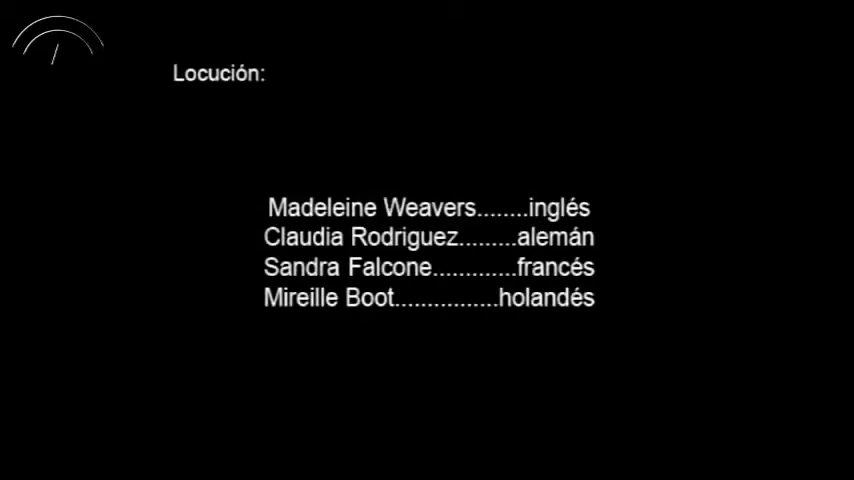 Locución:
Madeleine Weavers........inglés
Claudia Rodriguez.........alemán
Sandra Falcone.............francés
Mireille Boot................holandés